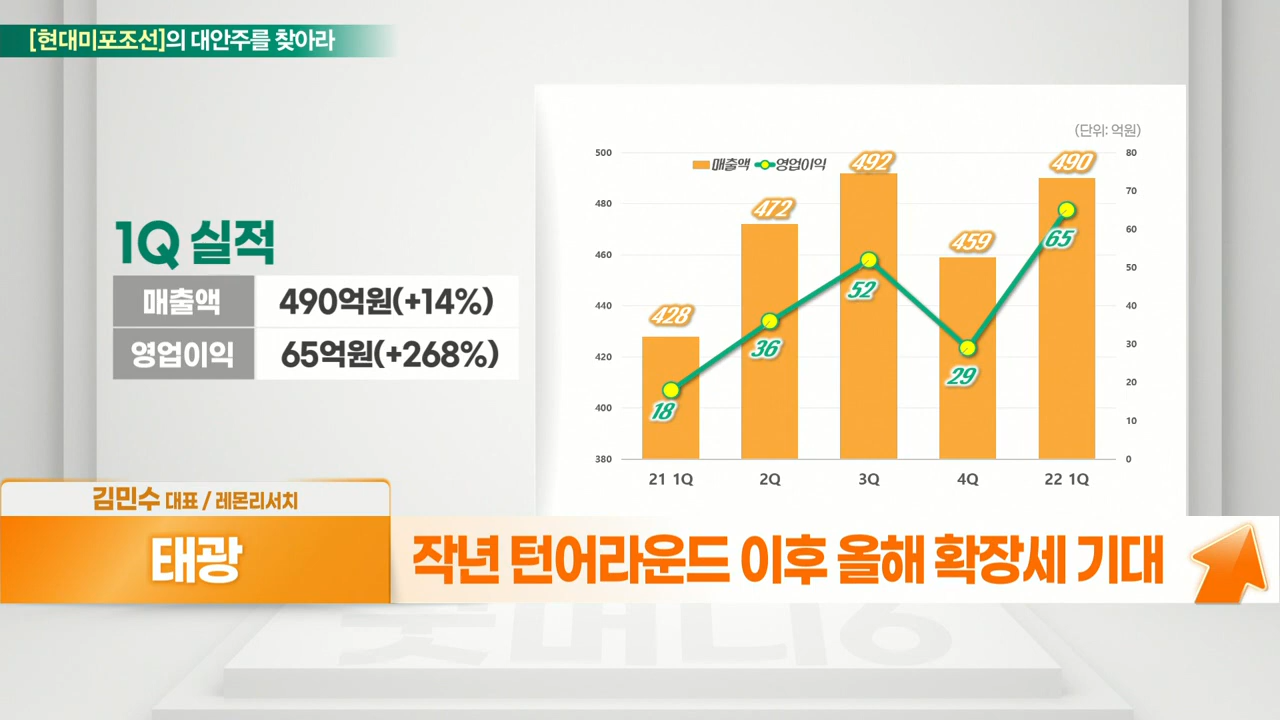 [현대미포조선]의 대안주를 찾아라
(단위: 억원)
매출액 영업이익
500
480
460
440
420
400
380
80
70
60
50
40
30
20
10
0
428
472
492
459
490
18
36
52
29
65
21 1Q 2Q 3Q 4Q 22 1Q
1Q 실적
매출액 490억원(+14%)
영업이익 65억원(+268%)
김민수 대표 / 레몬리서치
태광
작년 턴어라운드 이후 올해 확장세 기대
굿머니6